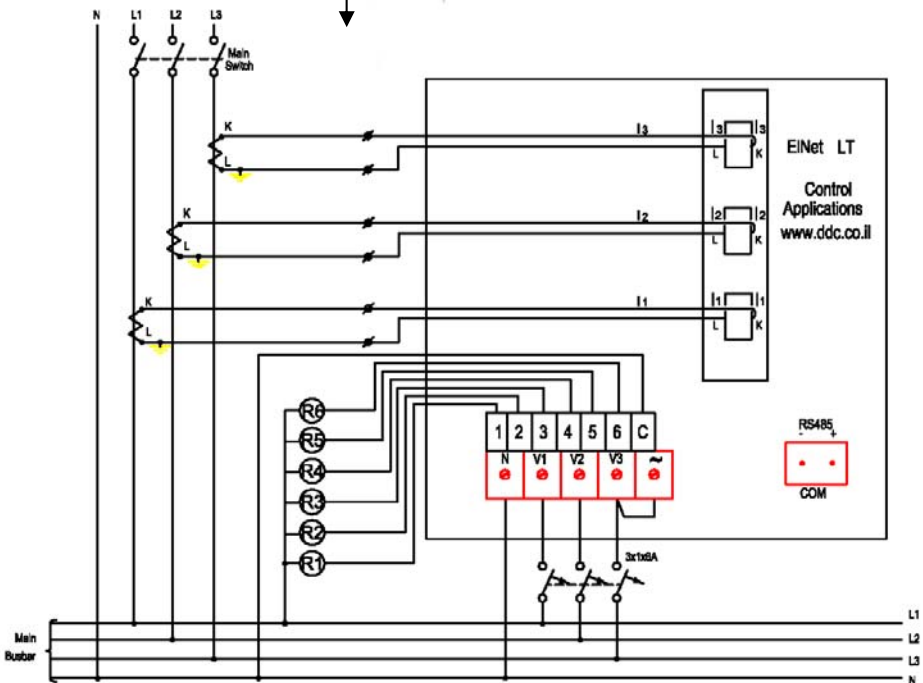 N L1 L2 L3
Main
Switch
K
L
I3
I3 I3
L K
ElNet LT
Control
Applications
www.ddc.co.il
K
L
I2
I2 I2
L K
K
L
I1
I1 I1
L K
R6
R5
R4
R3
R2
R1
1 2 3 4 5 6 C
N V1 V2 V3 ~
RS485
- +
COM
3x1x6A
Main
Busbar
L1
L2
L3
N